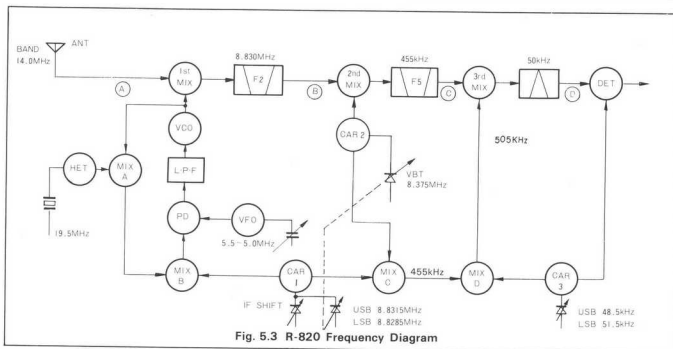 BAND
14.0MHz
ANT
A
1st
MIX
8.830MHz
F2
B
2nd
MIX
455kHz
F5
C
3rd
MIX
50kHz
D
DET
VCO
CAR 2
505KHz
HET
MIX
A
L·P·F
VBT
8.375MHz
19.5MHz
PD
VFO
5.5-5.0MHz
MIX
B
CAR
1
MIX
C
455kHz
MIX
D
CAR
3
IF SHIFT
USB 8.8315MHz
LSB 8.8285MHz
USB 48.5kHz
LSB 51.5kHz
Fig. 5.3 R-820 Frequency Diagram